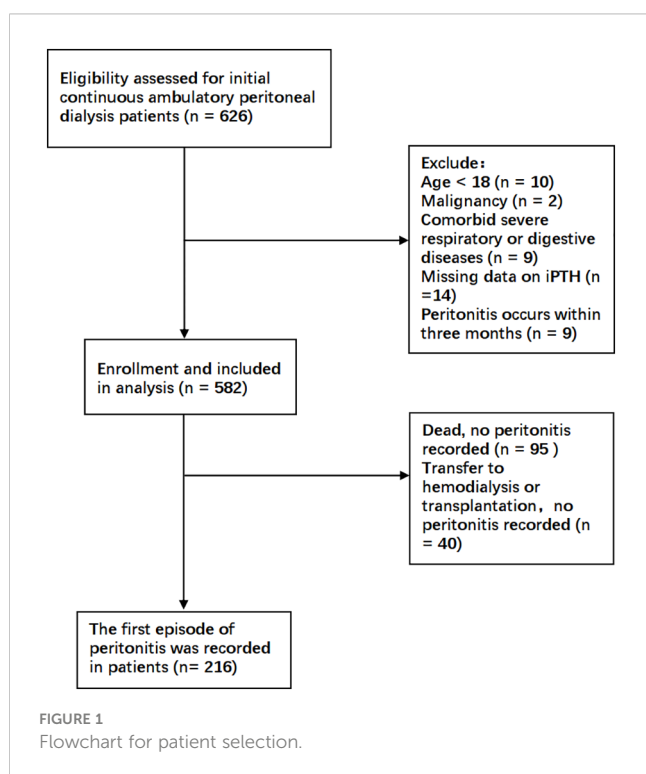 Eligibility assessed for initial
continuous ambulatory peritoneal
dialysis patients (n = 626)
Exclude：
Age < 18 (n = 10)
Malignancy (n = 2)
Comorbid severe
respiratory or digestive
diseases (n = 9)
Missing data on iPTH (n
=14)
Peritonitis occurs within
three months (n = 9)
Enrollment and included
in analysis (n = 582)
Dead, no peritonitis
recorded (n = 95 )
Transfer to
hemodialysis or
transplantation，no
peritonitis recorded (n
= 40)
The first episode of
peritonitis was recorded
in patients (n= 216)
FIGURE 1
Flowchart for patient selection.